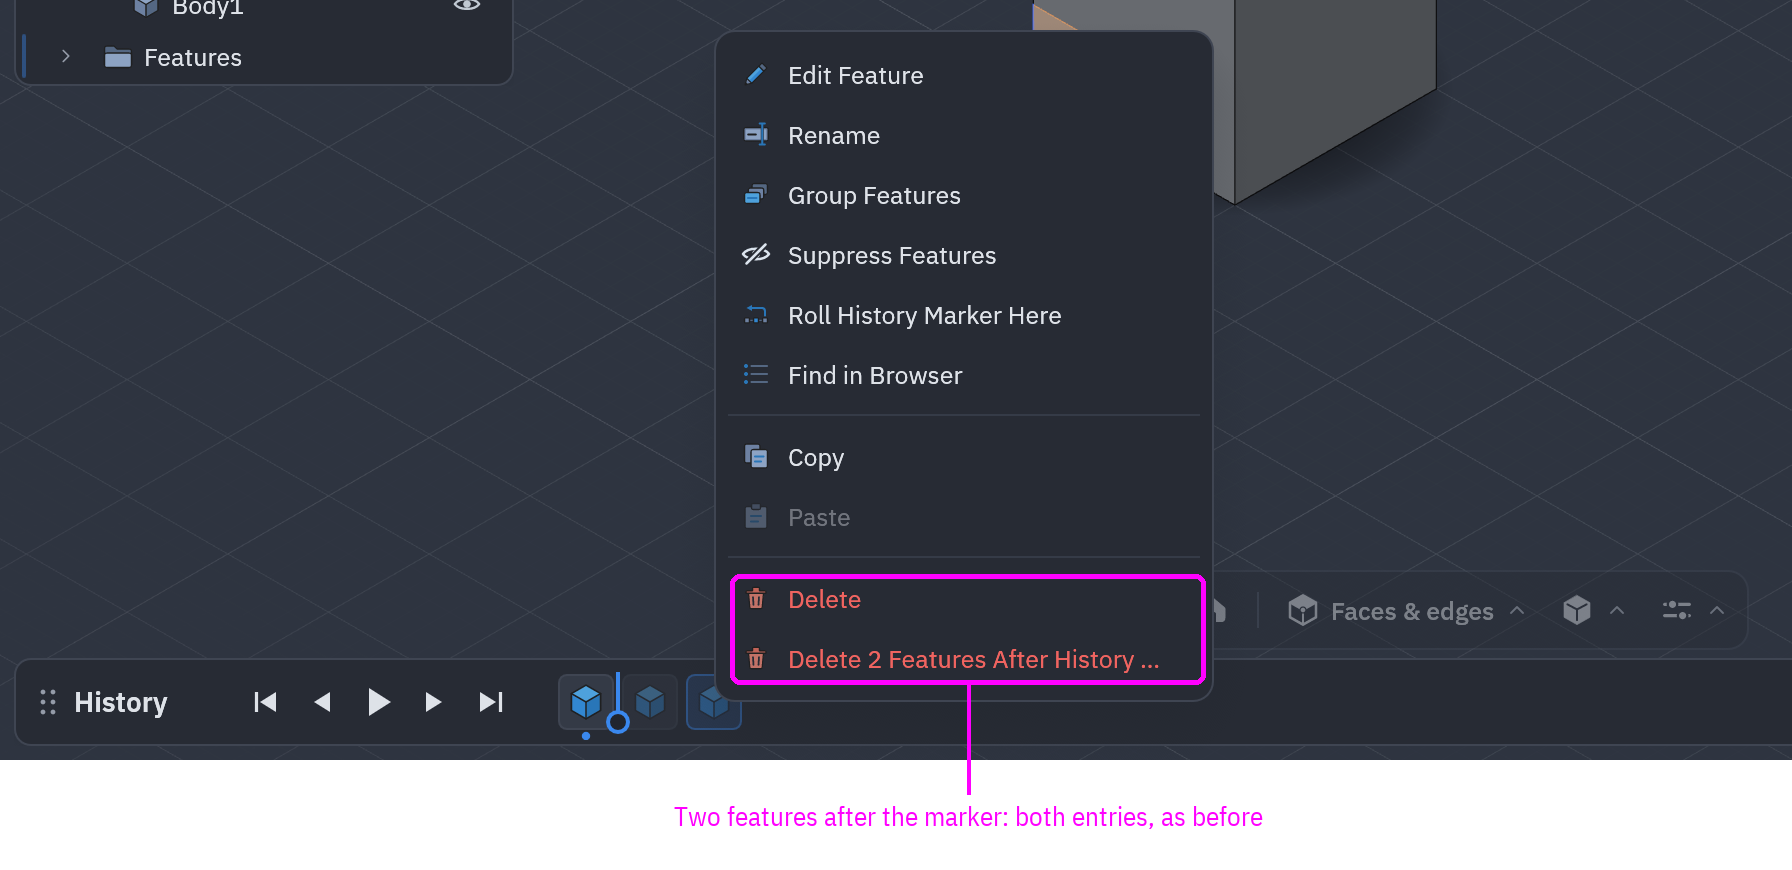 Body1
Features
Edit Feature
Rename
Group Features
Suppress Features
Roll History Marker Here
Find in Browser
Copy
Paste
Delete
Delete 2 Features After History ...
Faces & edges
History
Two features after the marker: both entries, as before